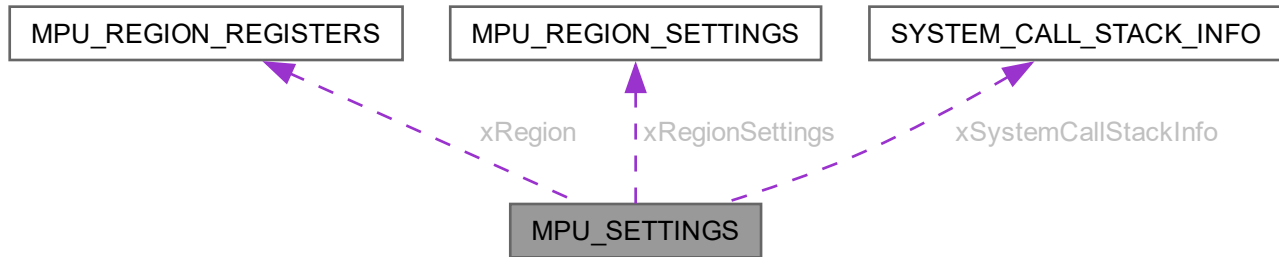 MPU_REGION_REGISTERS
MPU_REGION_SETTINGS
SYSTEM_CALL_STACK_INFO
xRegion
xRegionSettings
xSystemCallStackInfo
MPU_SETTINGS